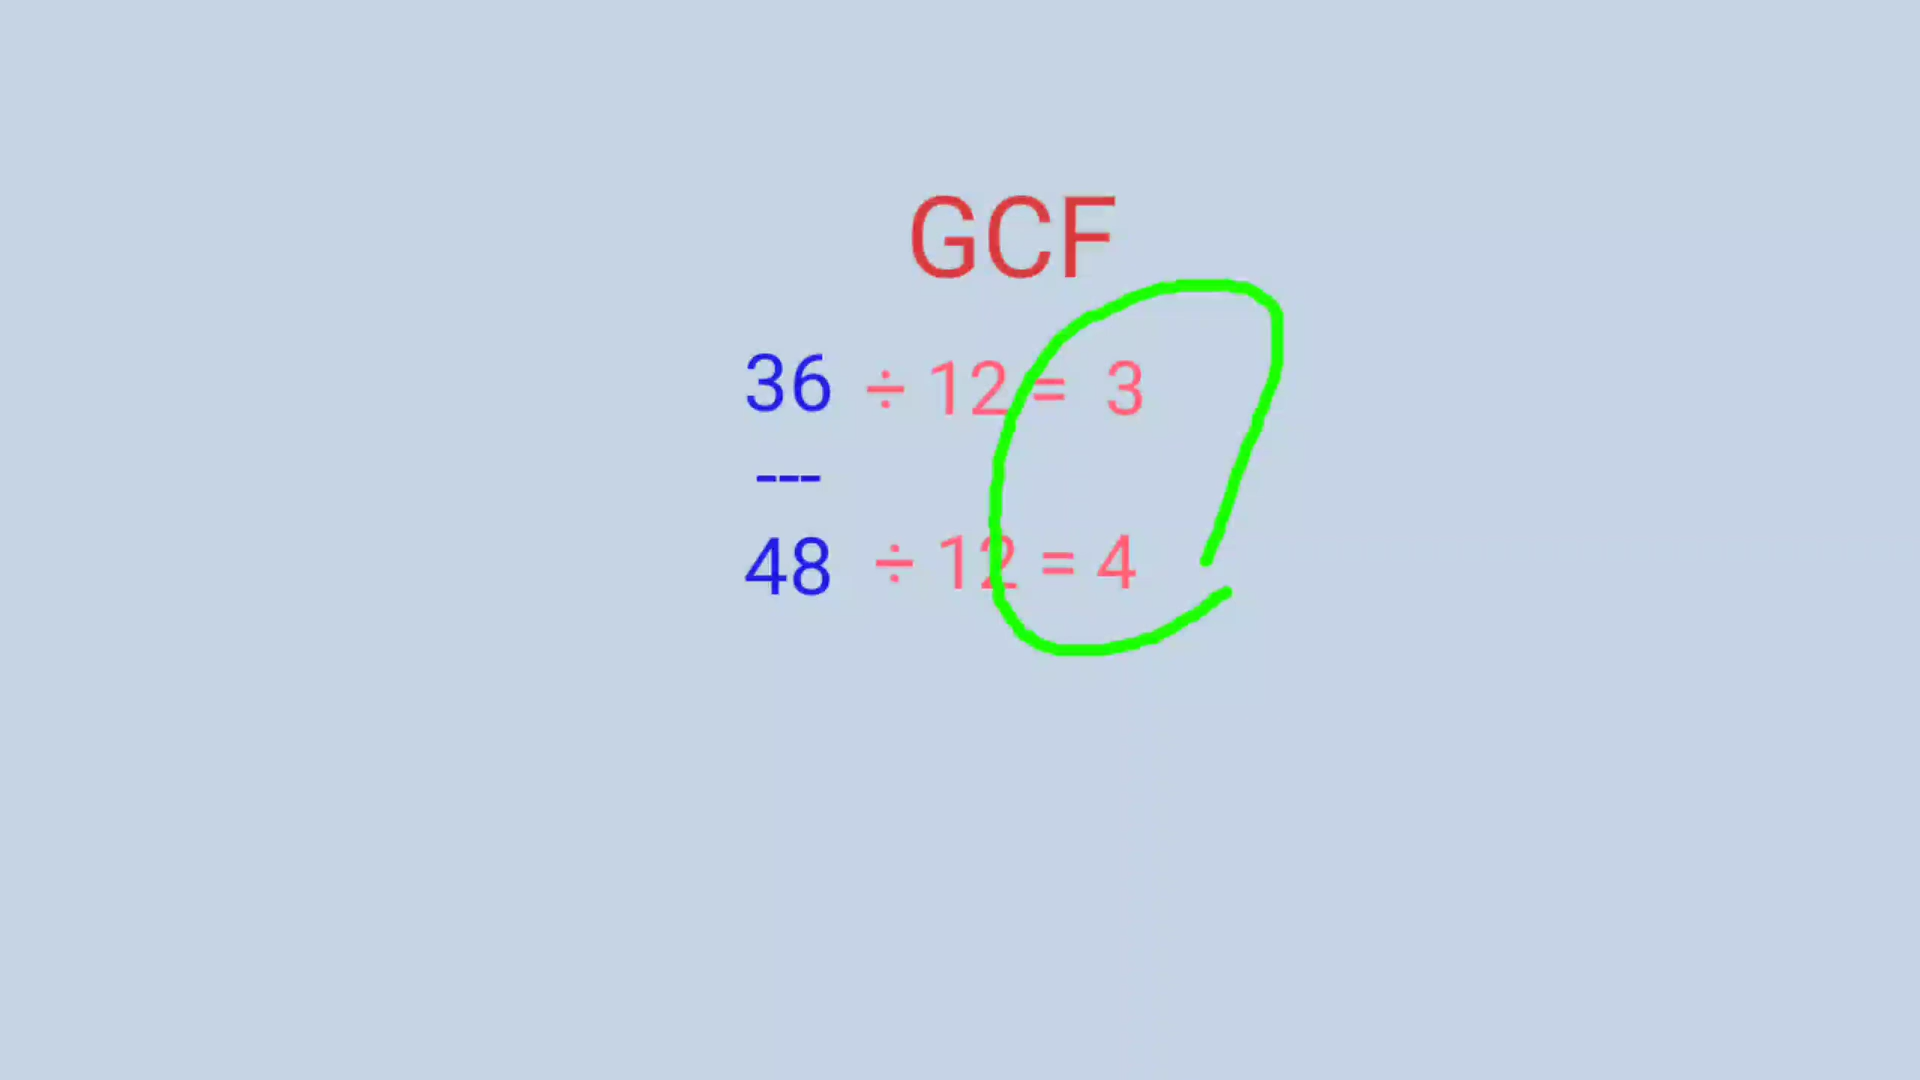 GCF
36 ÷ 12 = 3
---
48 ÷ 12 = 4